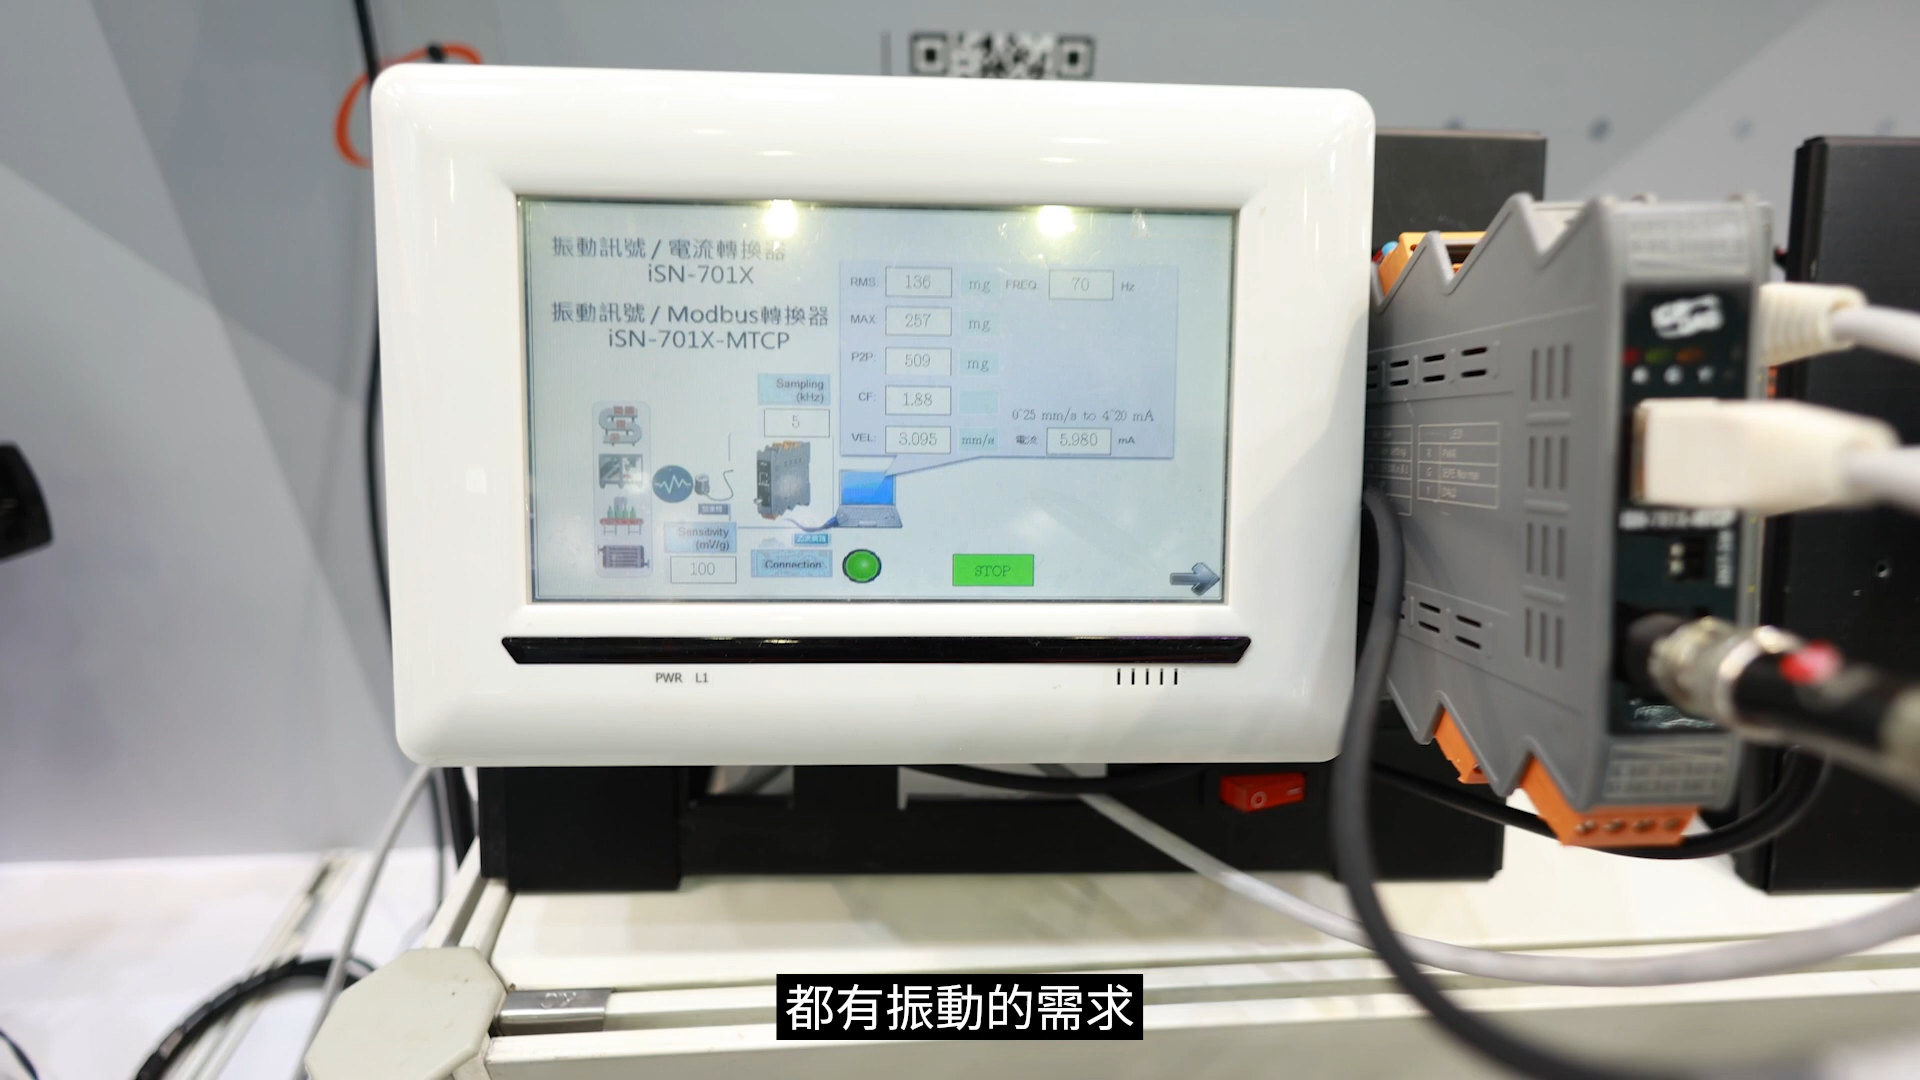 振動訊號 / 電流轉換器
iSN-701X
振動訊號 / Modbus轉換器
iSN-701X-MTCP
RMS: 136 mg FREQ 70 Hz
MAX: 257 mg
P2P: 509 mg
CF: 1.88
0~25 mm/s to 4~20 mA
VEL: 3.095 mm/s 電流 5.980 mA
Sampling
(kHz)
5
Sensitivity
(mV/g)
100
Connection:
STOP
PWR L1
都有振動的需求